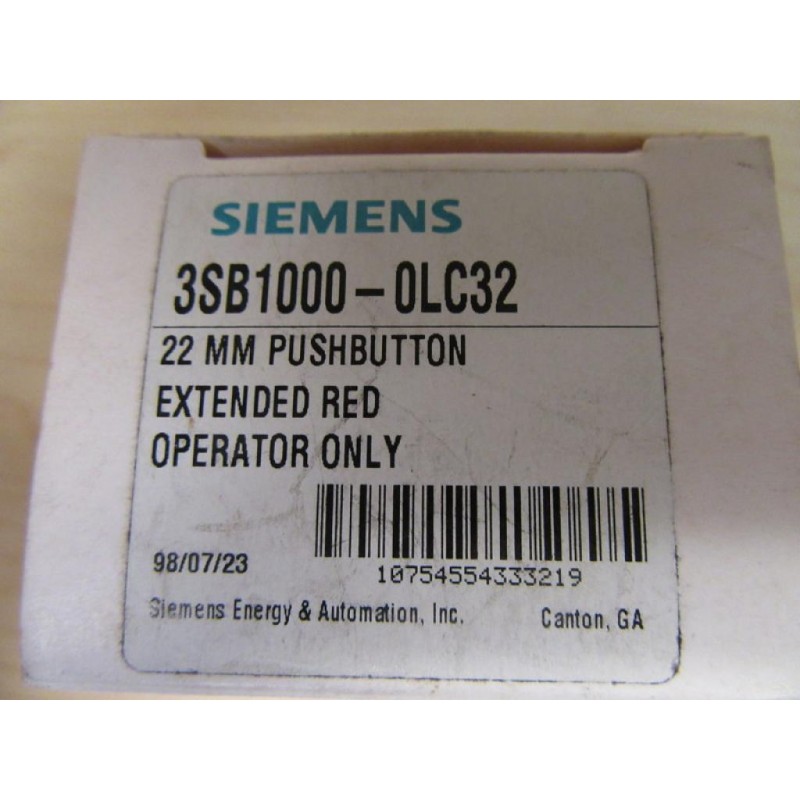 SIEMENS
3SB1000-0LC32
22 MM PUSHBUTTON
EXTENDED RED
OPERATOR ONLY
98/07/23
10754554333219
Siemens Energy & Automation, Inc. Canton, GA